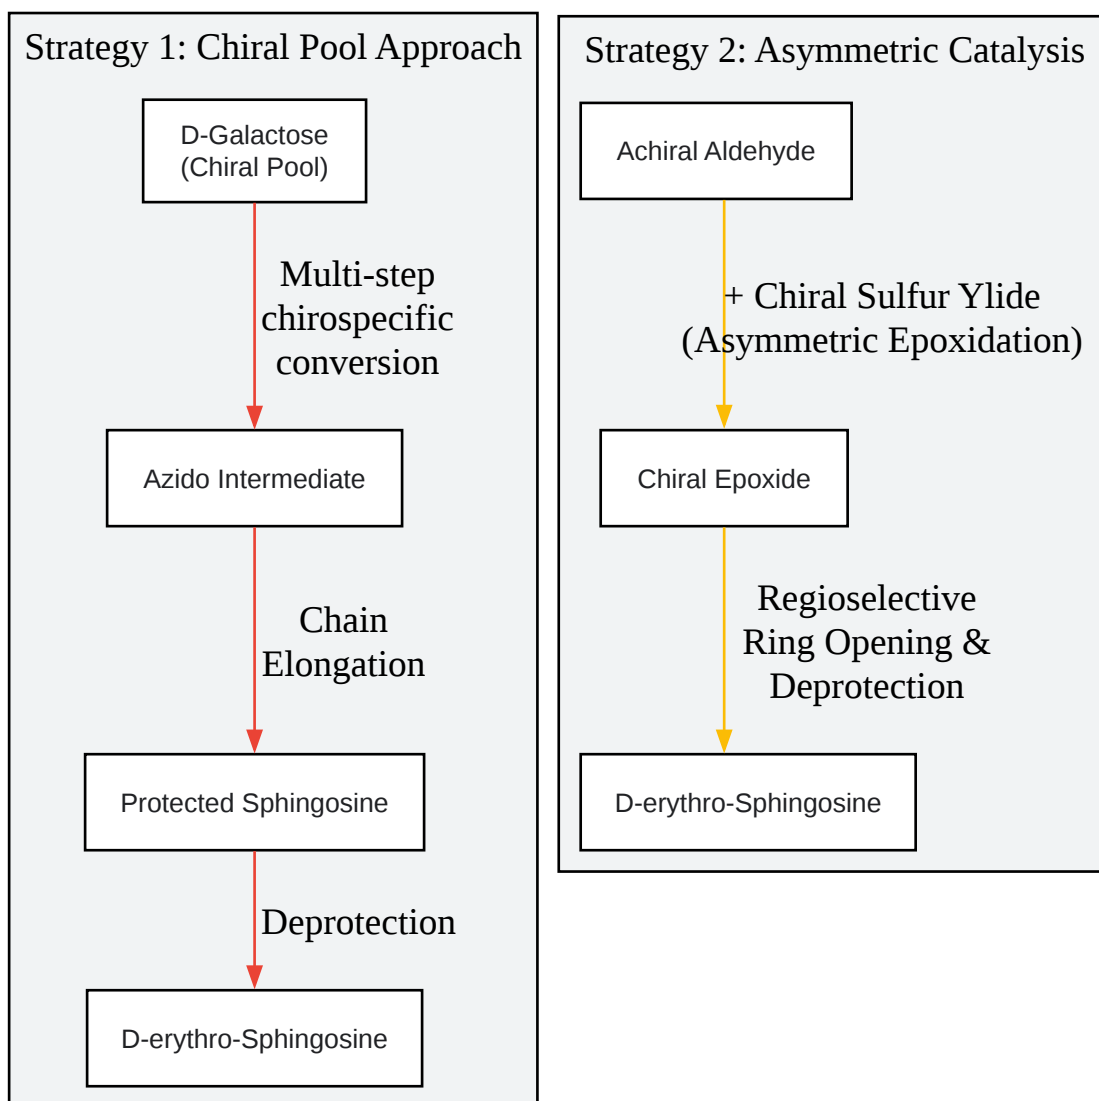 Strategy 1: Chiral Pool Approach
D-Galactose
(Chiral Pool)
Multi-step
chirospecific
conversion
Azido Intermediate
Chain
Elongation
Protected Sphingosine
Deprotection
D-erythro-Sphingosine
Strategy 2: Asymmetric Catalysis
Achiral Aldehyde
+ Chiral Sulfur Ylide
(Asymmetric Epoxidation)
Chiral Epoxide
Regioselective
Ring Opening &
Deprotection
D-erythro-Sphingosine